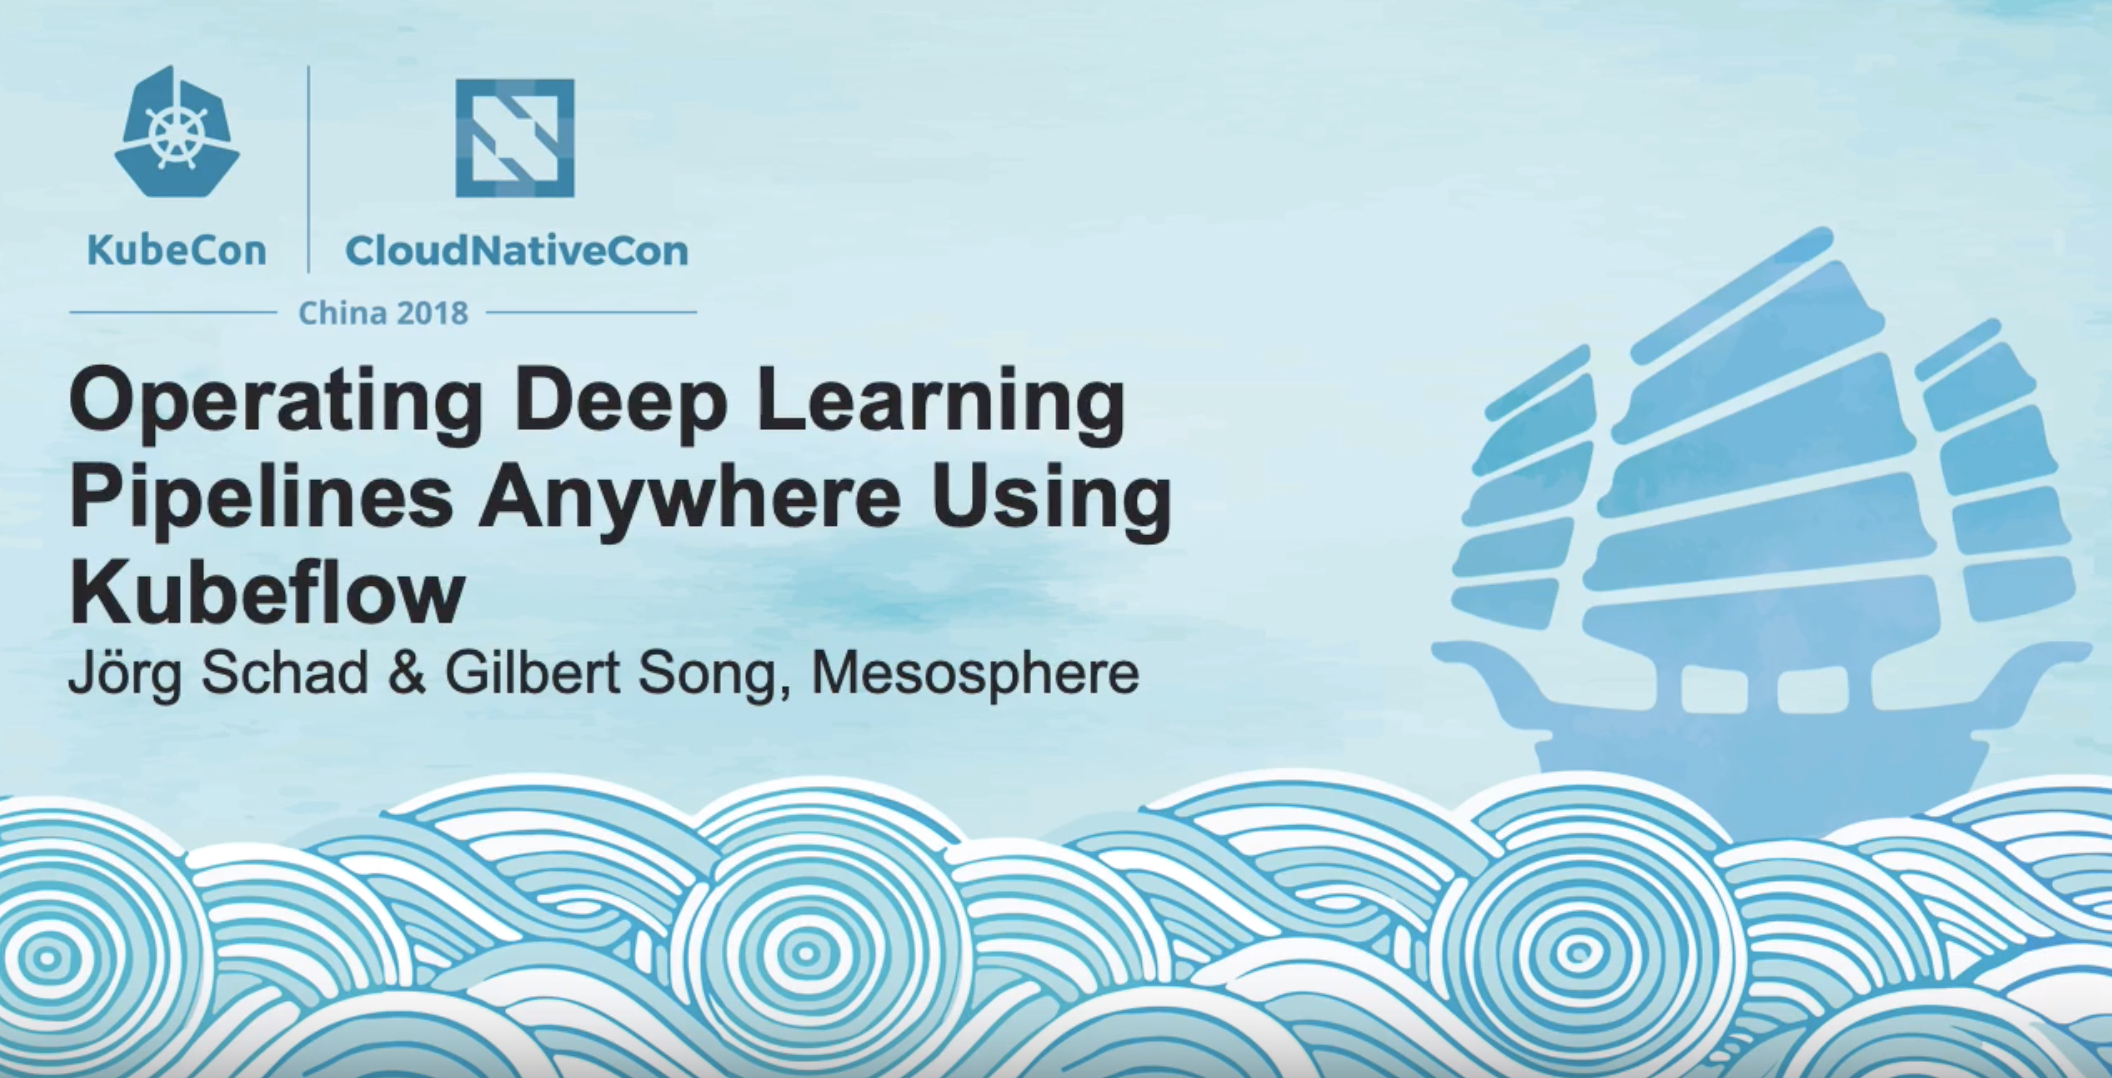 KubeCon
CloudNativeCon
China 2018
Operating Deep Learning
Pipelines Anywhere Using
Kubeflow
Jörg Schad & Gilbert Song, Mesosphere